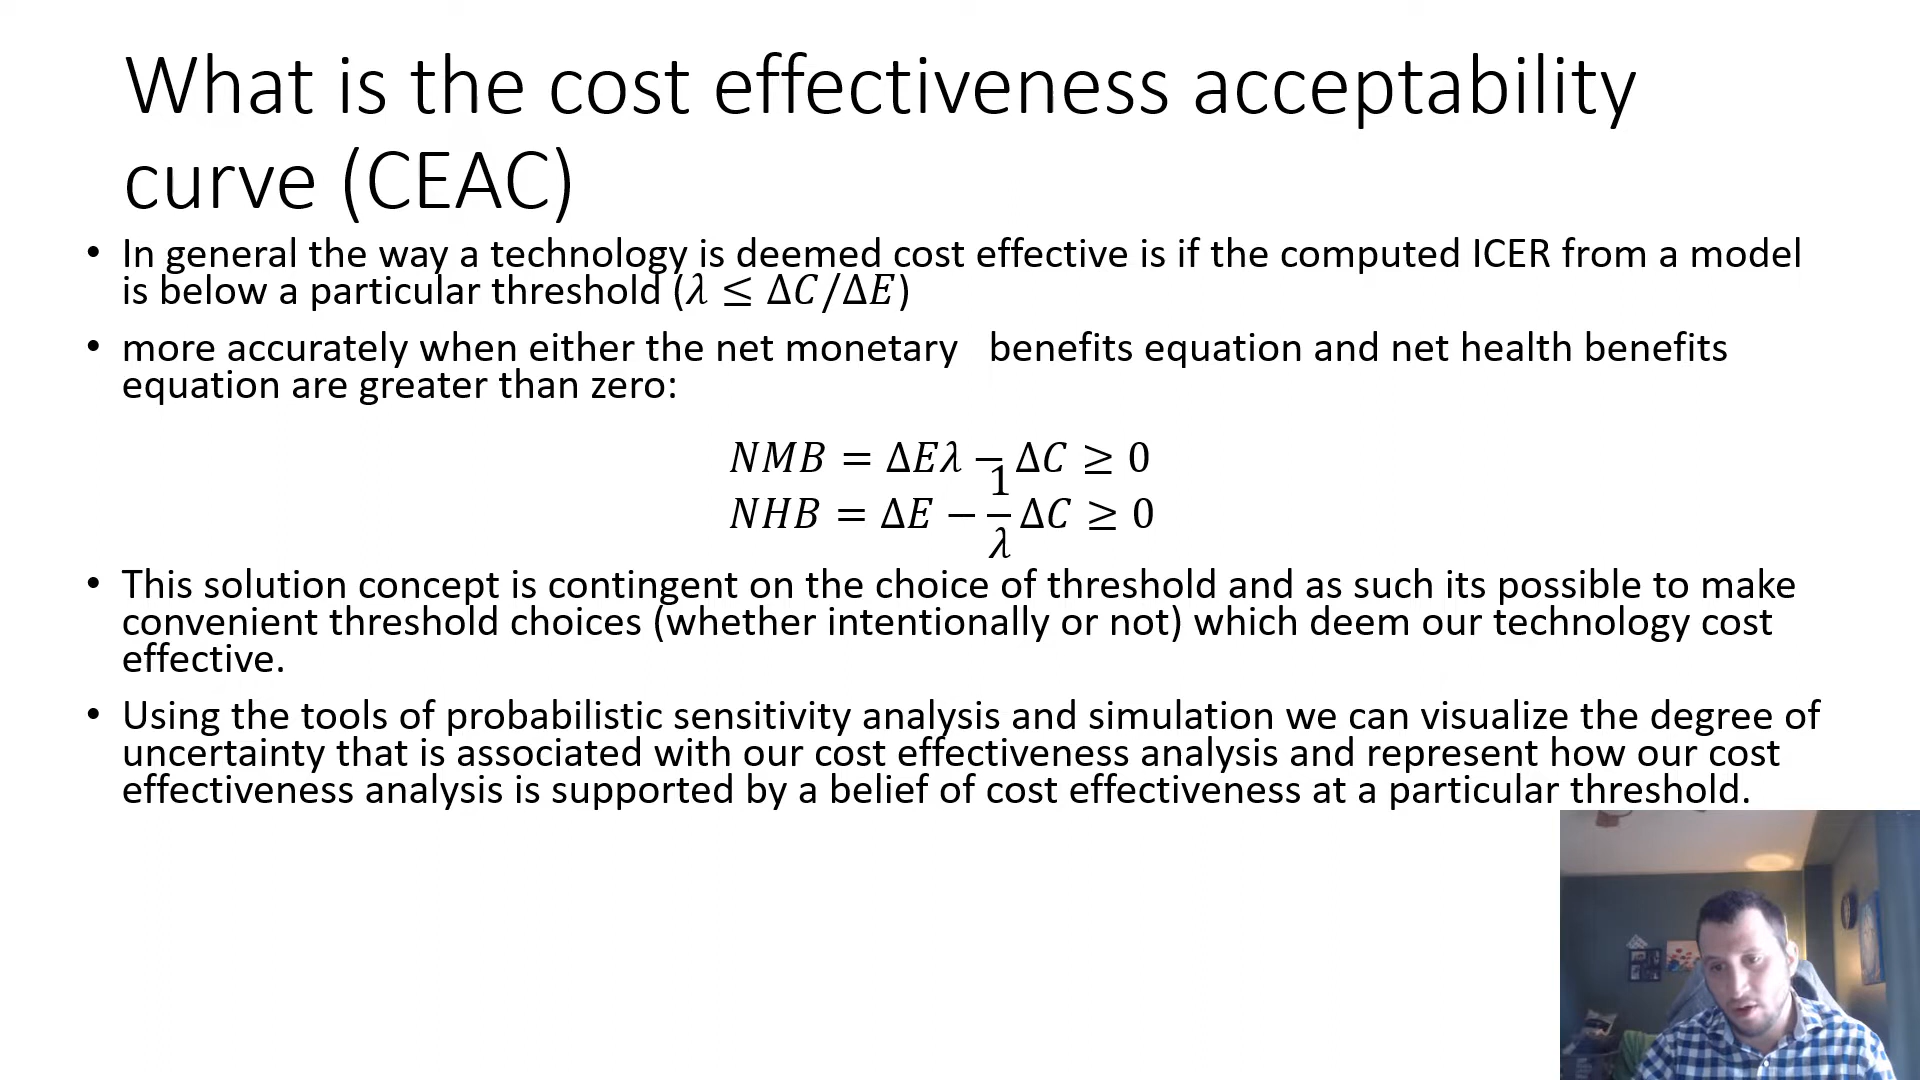 What is the cost effectiveness acceptability
curve (CEAC)
• In general the way a technology is deemed cost effective is if the computed ICER from a model
is below a particular threshold (𝜆 ≤ Δ𝐶/Δ𝐸)
• more accurately when either the net monetary benefits equation and net health benefits
equation are greater than zero:
𝑁𝑀𝐵 = Δ𝐸𝜆 − Δ𝐶 ≥ 0
𝑁𝐻𝐵 = Δ𝐸 − 1/𝜆 Δ𝐶 ≥ 0
• This solution concept is contingent on the choice of threshold and as such its possible to make
convenient threshold choices (whether intentionally or not) which deem our technology cost
effective.
• Using the tools of probabilistic sensitivity analysis and simulation we can visualize the degree of
uncertainty that is associated with our cost effectiveness analysis and represent how our cost
effectiveness analysis is supported by a belief of cost effectiveness at a particular threshold.